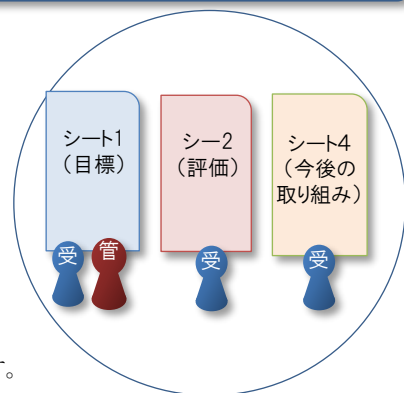 シート1
（目標）
シー2
（評価）
シート4
（今後の
取り組み）
受
管
受
受
。